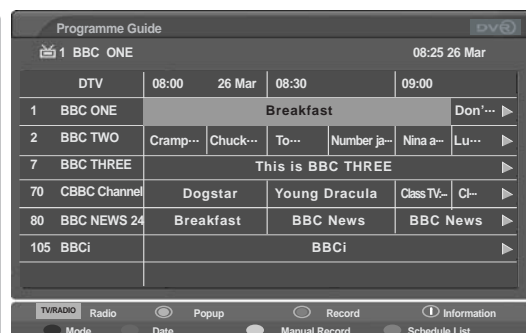 Programme Guide DVR
1 BBC ONE 08:25 26 Mar
DTV 08:00 26 Mar 08:30 09:00
1 BBC ONE Breakfast Don'···
2 BBC TWO Cramp··· Chuck··· To··· Number ja··· Nina a··· Lu···
7 BBC THREE This is BBC THREE
70 CBBC Channel Dogstar Young Dracula Class TV:··· Cl···
80 BBC NEWS 24 Breakfast BBC News BBC News
105 BBCi BBCi
TV/RADIO Radio Popup Record Information
Mode Date Manual Record Schedule List